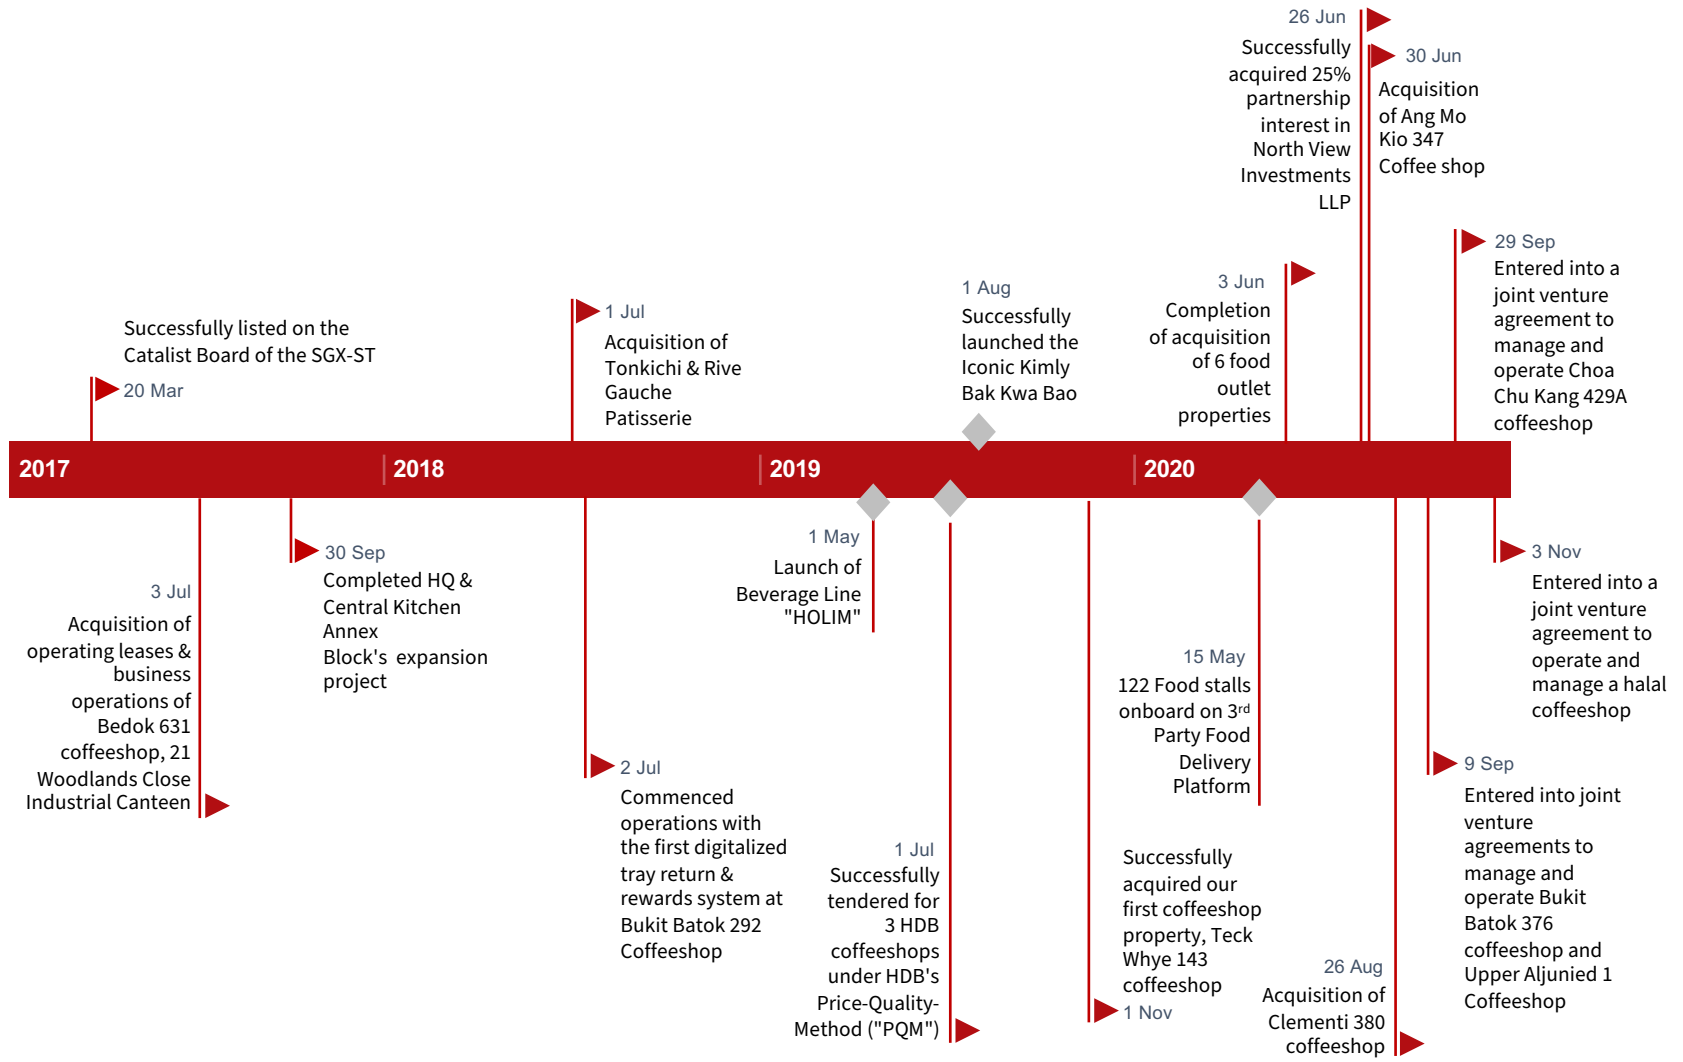 26 Jun
Successfully
acquired 25%
partnership
interest in
North View
Investments
LLP
30 Jun
Acquisition
of Ang Mo
Kio 347
Coffee shop
29 Sep
Entered into a
joint venture
agreement to
manage and
operate Choa
Chu Kang 429A
coffeeshop
3 Jun
Completion
of acquisition
of 6 food
outlet
properties
1 Aug
Successfully
launched the
Iconic Kimly
Bak Kwa Bao
1 Jul
Acquisition of
Tonkichi & Rive
Gauche
Patisserie
Successfully listed on the
Catalist Board of the SGX-ST
20 Mar
2017
2018
2019
2020
3 Jul
Acquisition of
operating leases &
business
operations of
Bedok 631
coffeeshop, 21
Woodlands Close
Industrial Canteen
30 Sep
Completed HQ &
Central Kitchen
Annex
Block's expansion
project
2 Jul
Commenced
operations with
the first digitalized
tray return &
rewards system at
Bukit Batok 292
Coffeeshop
1 May
Launch of
Beverage Line
"HOLIM"
1 Jul
Successfully
tendered for
3 HDB
coffeeshops
under HDB's
Price-Quality-
Method ("PQM")
Successfully
acquired our
first coffeeshop
property, Teck
Whye 143
coffeeshop
1 Nov
15 May
122 Food stalls
onboard on 3rd
Party Food
Delivery
Platform
26 Aug
Acquisition of
Clementi 380
coffeeshop
9 Sep
Entered into joint
venture
agreements to
manage and
operate Bukit
Batok 376
coffeeshop and
Upper Aljunied 1
Coffeeshop
3 Nov
Entered into a
joint venture
agreement to
operate and
manage a halal
coffeeshop